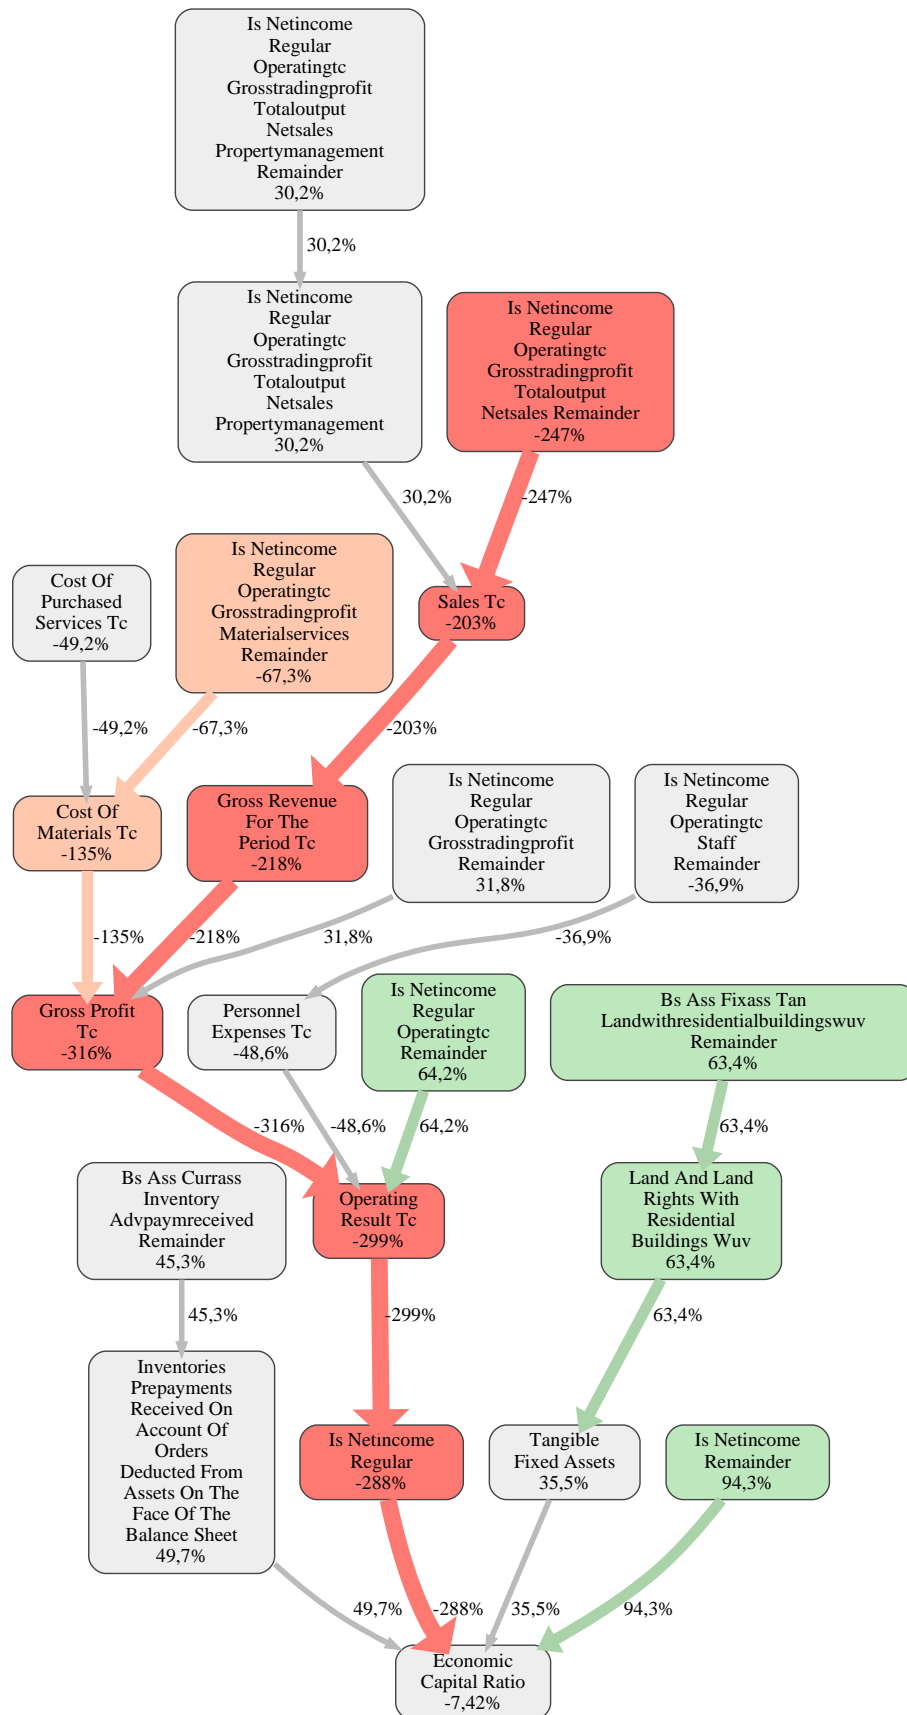 Is Netincome
Regular
Operatingtc
Grosstradingprofit
Totaloutput
Netsales
Propertymanagement
Remainder
30,2%
30,2%
Is Netincome
Regular
Operatingtc
Grosstradingprofit
Totaloutput
Netsales
Propertymanagement
30,2%
Is Netincome
Regular
Operatingtc
Grosstradingprofit
Totaloutput
Netsales Remainder
-247%
30,2%
-247%
Cost Of
Purchased
Services Tc
-49,2%
Is Netincome
Regular
Operatingtc
Grosstradingprofit
Materialservices
Remainder
-67,3%
Sales Tc
-203%
-49,2%
-67,3%
-203%
Cost Of
Materials Tc
-135%
Gross Revenue
For The
Period Tc
-218%
Is Netincome
Regular
Operatingtc
Grosstradingprofit
Remainder
31,8%
Is Netincome
Regular
Operatingtc
Staff
Remainder
-36,9%
-135%
-218%
31,8%
-36,9%
Gross Profit
Tc
-316%
Personnel
Expenses Tc
-48,6%
Is Netincome
Regular
Operatingtc
Remainder
64,2%
Bs Ass Fixass Tan
Landwithresidentialbuildingswuv
Remainder
63,4%
-316%
-48,6%
64,2%
63,4%
Bs Ass Currass
Inventory
Advpaymreceived
Remainder
45,3%
Operating
Result Tc
-299%
Land And Land
Rights With
Residential
Buildings Wuv
63,4%
45,3%
-299%
63,4%
Inventories
Prepayments
Received On
Account Of
Orders
Deducted From
Assets On The
Face Of The
Balance Sheet
49,7%
Is Netincome
Regular
-288%
Tangible
Fixed Assets
35,5%
Is Netincome
Remainder
94,3%
49,7%
-288%
35,5%
94,3%
Economic
Capital Ratio
-7,42%